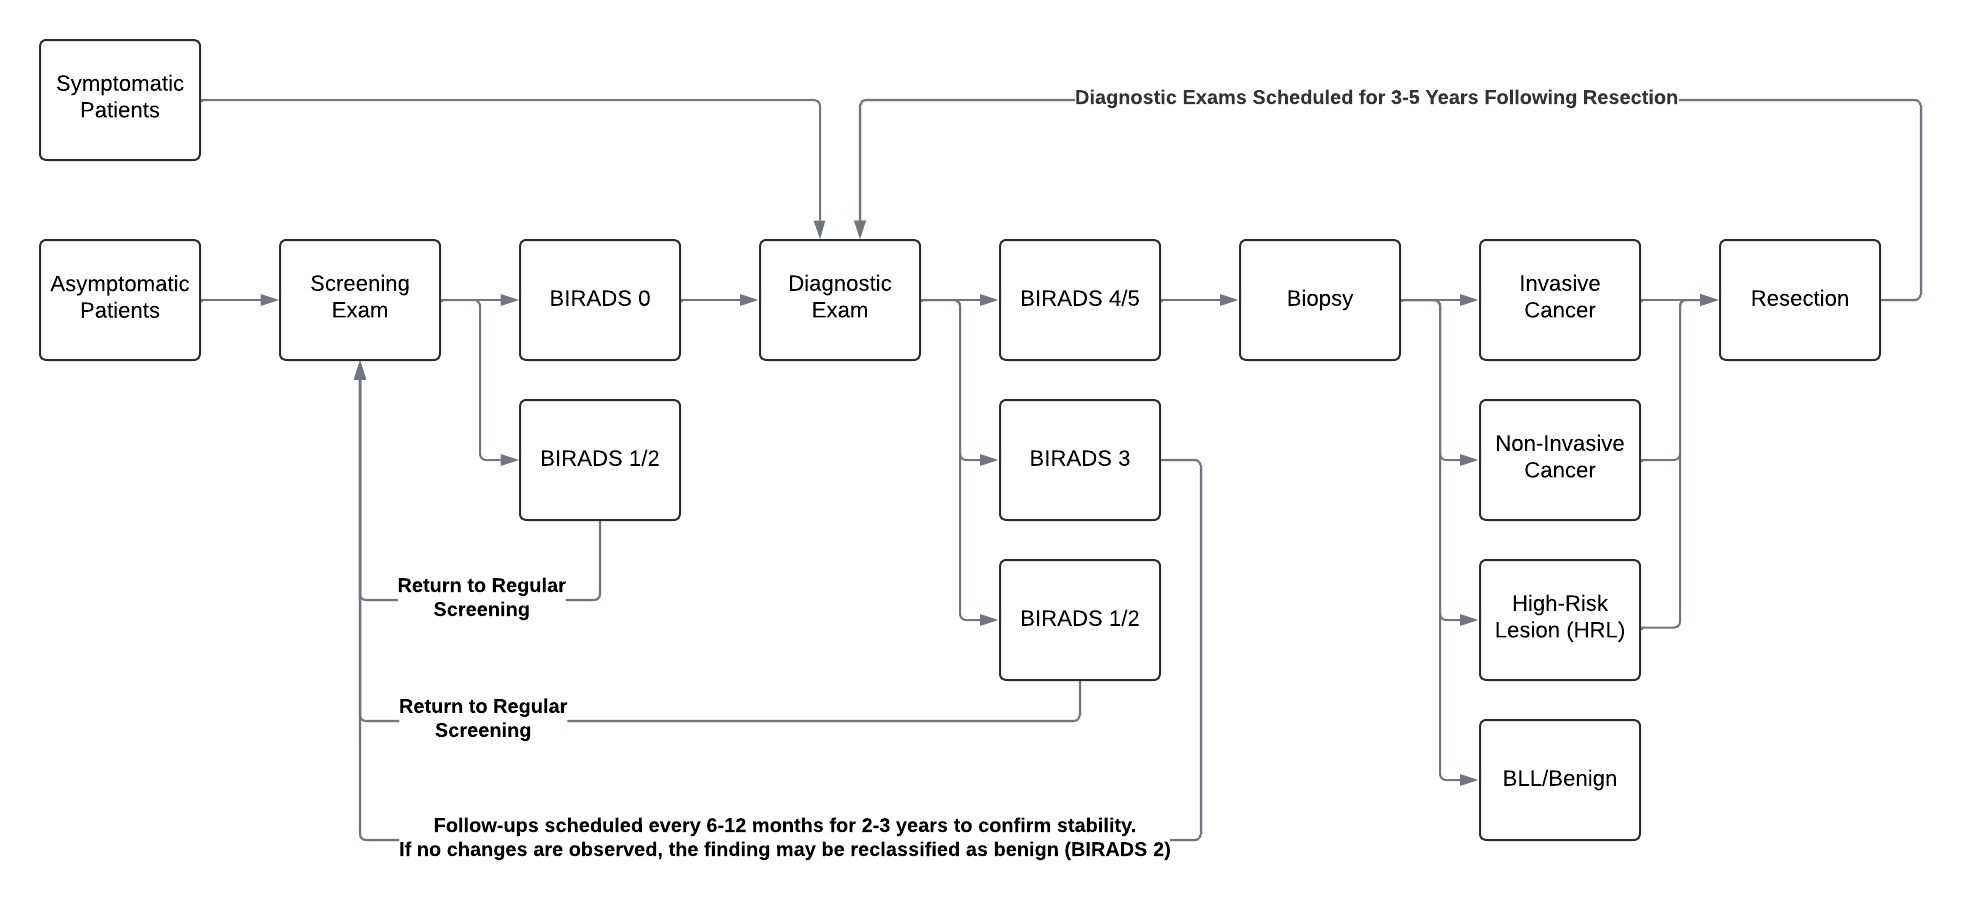 Symptomatic
Patients
Diagnostic Exams Scheduled for 3-5 Years Following Resection
Asymptomatic
Patients
Screening
Exam
BIRADS 0
Diagnostic
Exam
BIRADS 4/5
Biopsy
Invasive
Cancer
Resection
BIRADS 1/2
BIRADS 3
Non-Invasive
Cancer
Return to Regular
Screening
BIRADS 1/2
High-Risk
Lesion (HRL)
Return to Regular
Screening
BLL/Benign
Follow-ups scheduled every 6-12 months for 2-3 years to confirm stability.
If no changes are observed, the finding may be reclassified as benign (BIRADS 2)